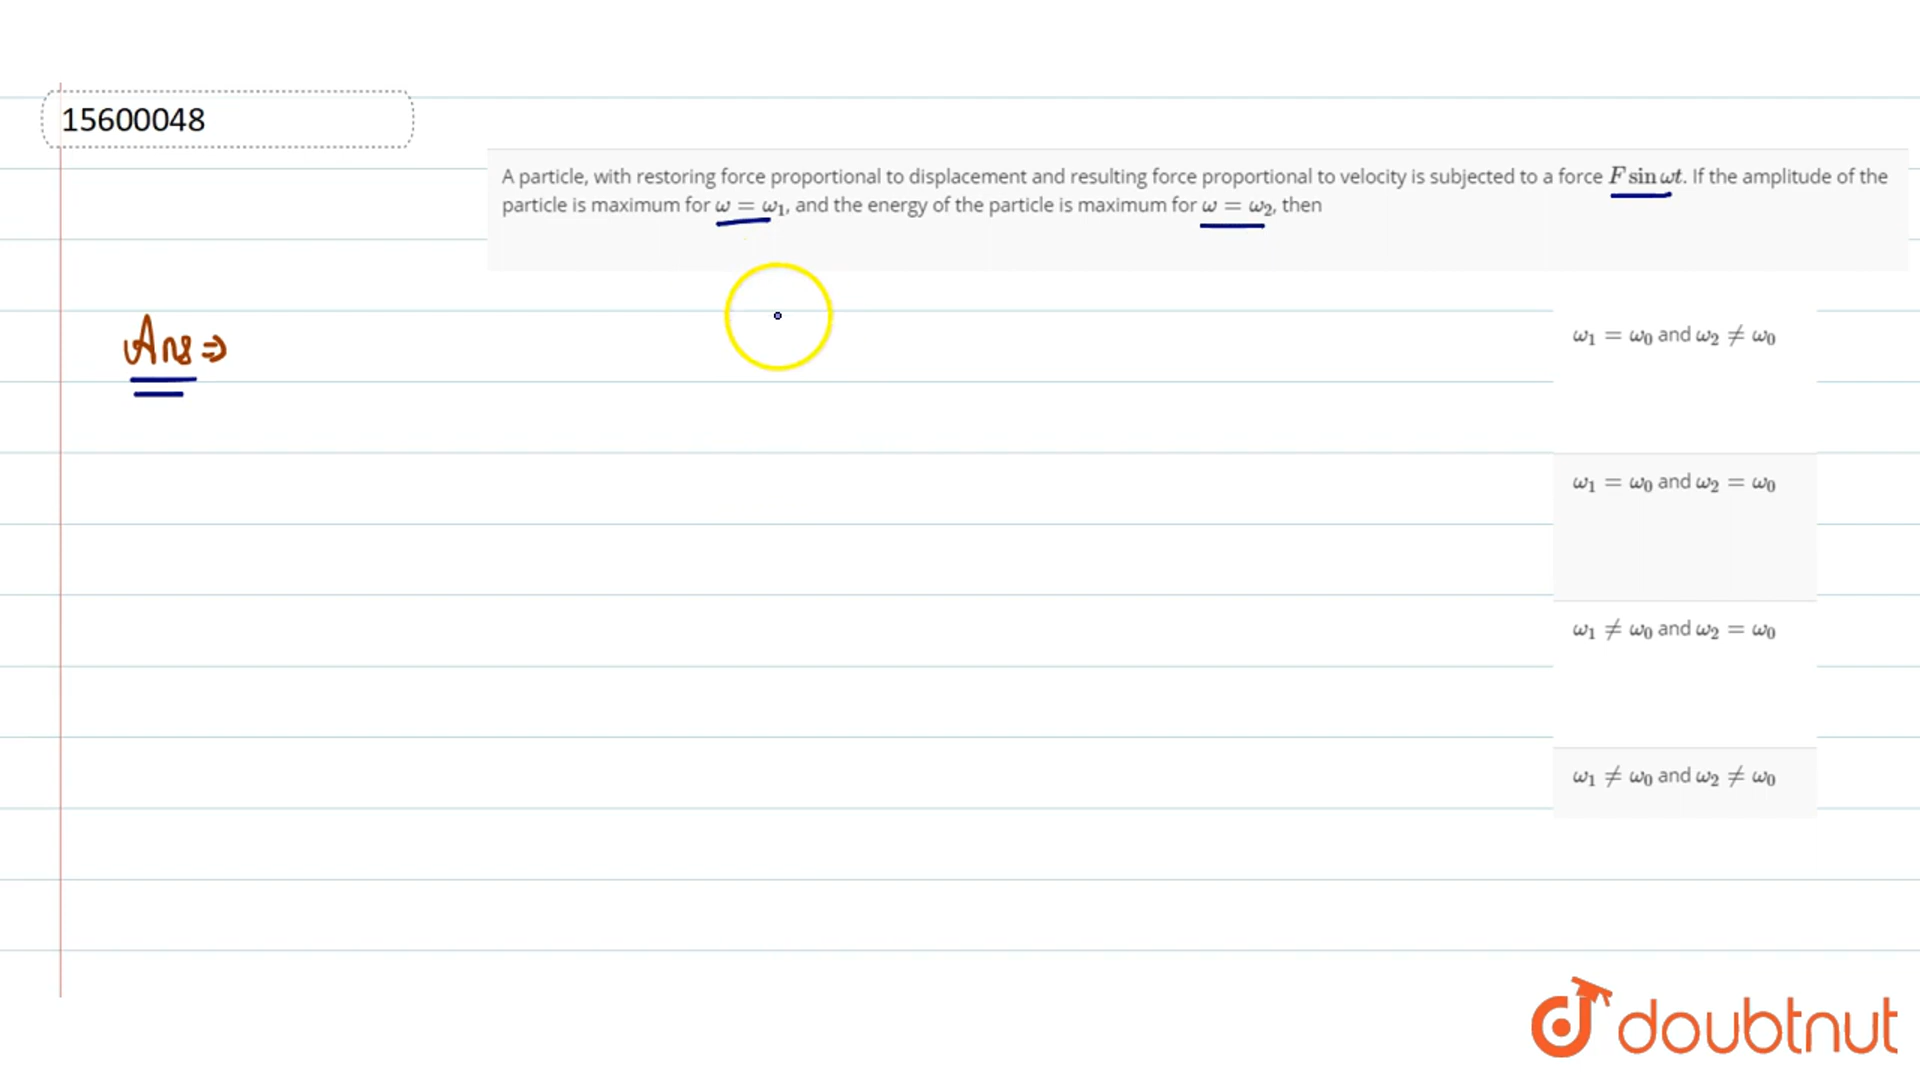 15600048
A particle, with restoring force proportional to displacement and resulting force proportional to velocity is subjected to a force F sin ωt. If the amplitude of the
particle is maximum for ω = ω₁, and the energy of the particle is maximum for ω = ω₂, then
Ans ⇒
ω₁ = ω₀ and ω₂ ≠ ω₀
ω₁ = ω₀ and ω₂ = ω₀
ω₁ ≠ ω₀ and ω₂ = ω₀
ω₁ ≠ ω₀ and ω₂ ≠ ω₀
doubtnut